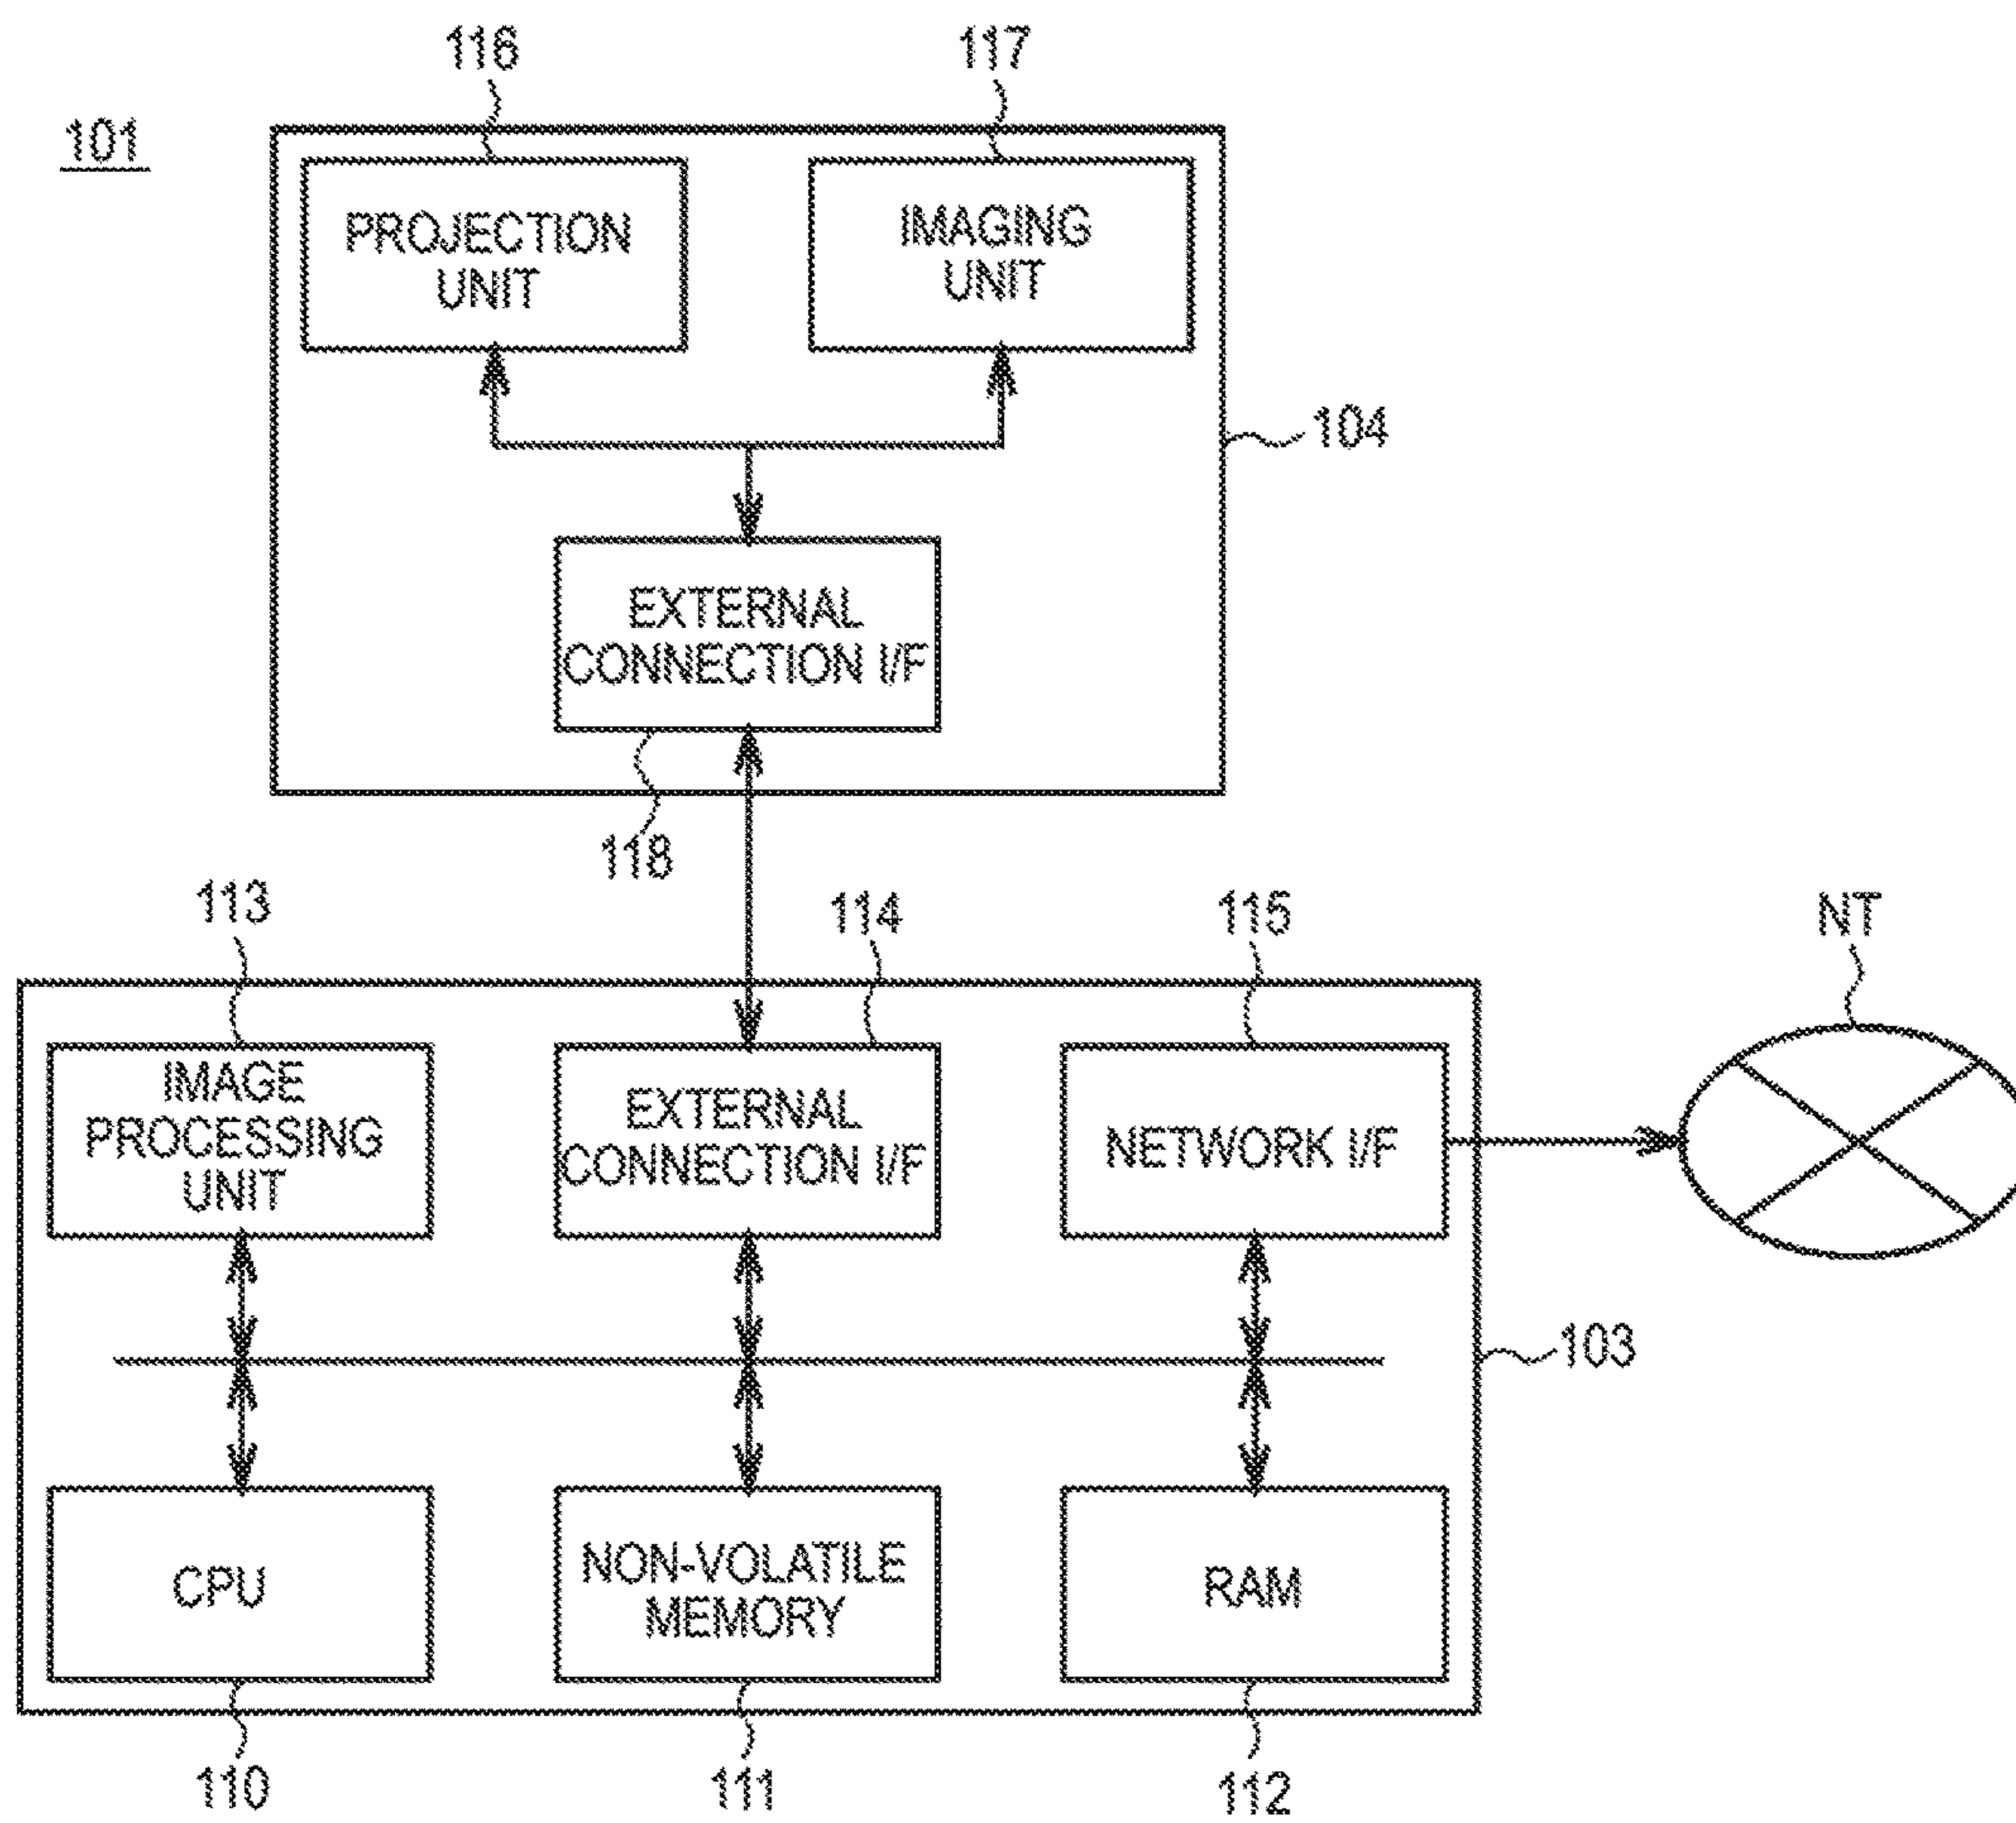 116
117
101
PROJECTION
UNIT
IMAGING
UNIT
104
EXTERNAL
CONNECTION I/F
118
113
114
115
NT
IMAGE
PROCESSING
UNIT
EXTERNAL
CONNECTION I/F
NETWORK I/F
103
CPU
NON-VOLATILE
MEMORY
RAM
110
111
112